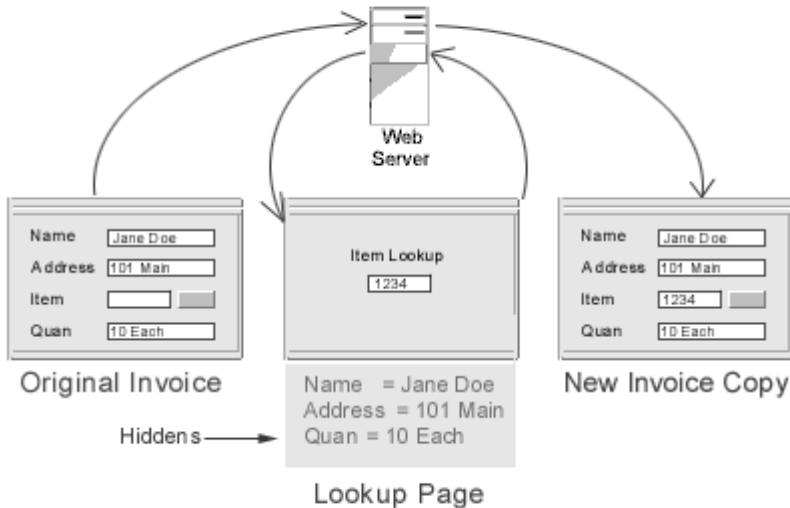 Web
Server
Name Jane Doe
Address 101 Main
Item
Quan 10 Each
Original Invoice
Item Lookup
1234
Name = Jane Doe
Address = 101 Main
Quan = 10 Each
Hiddens
Lookup Page
Name Jane Doe
Address 101 Main
Item 1234
Quan 10 Each
New Invoice Copy